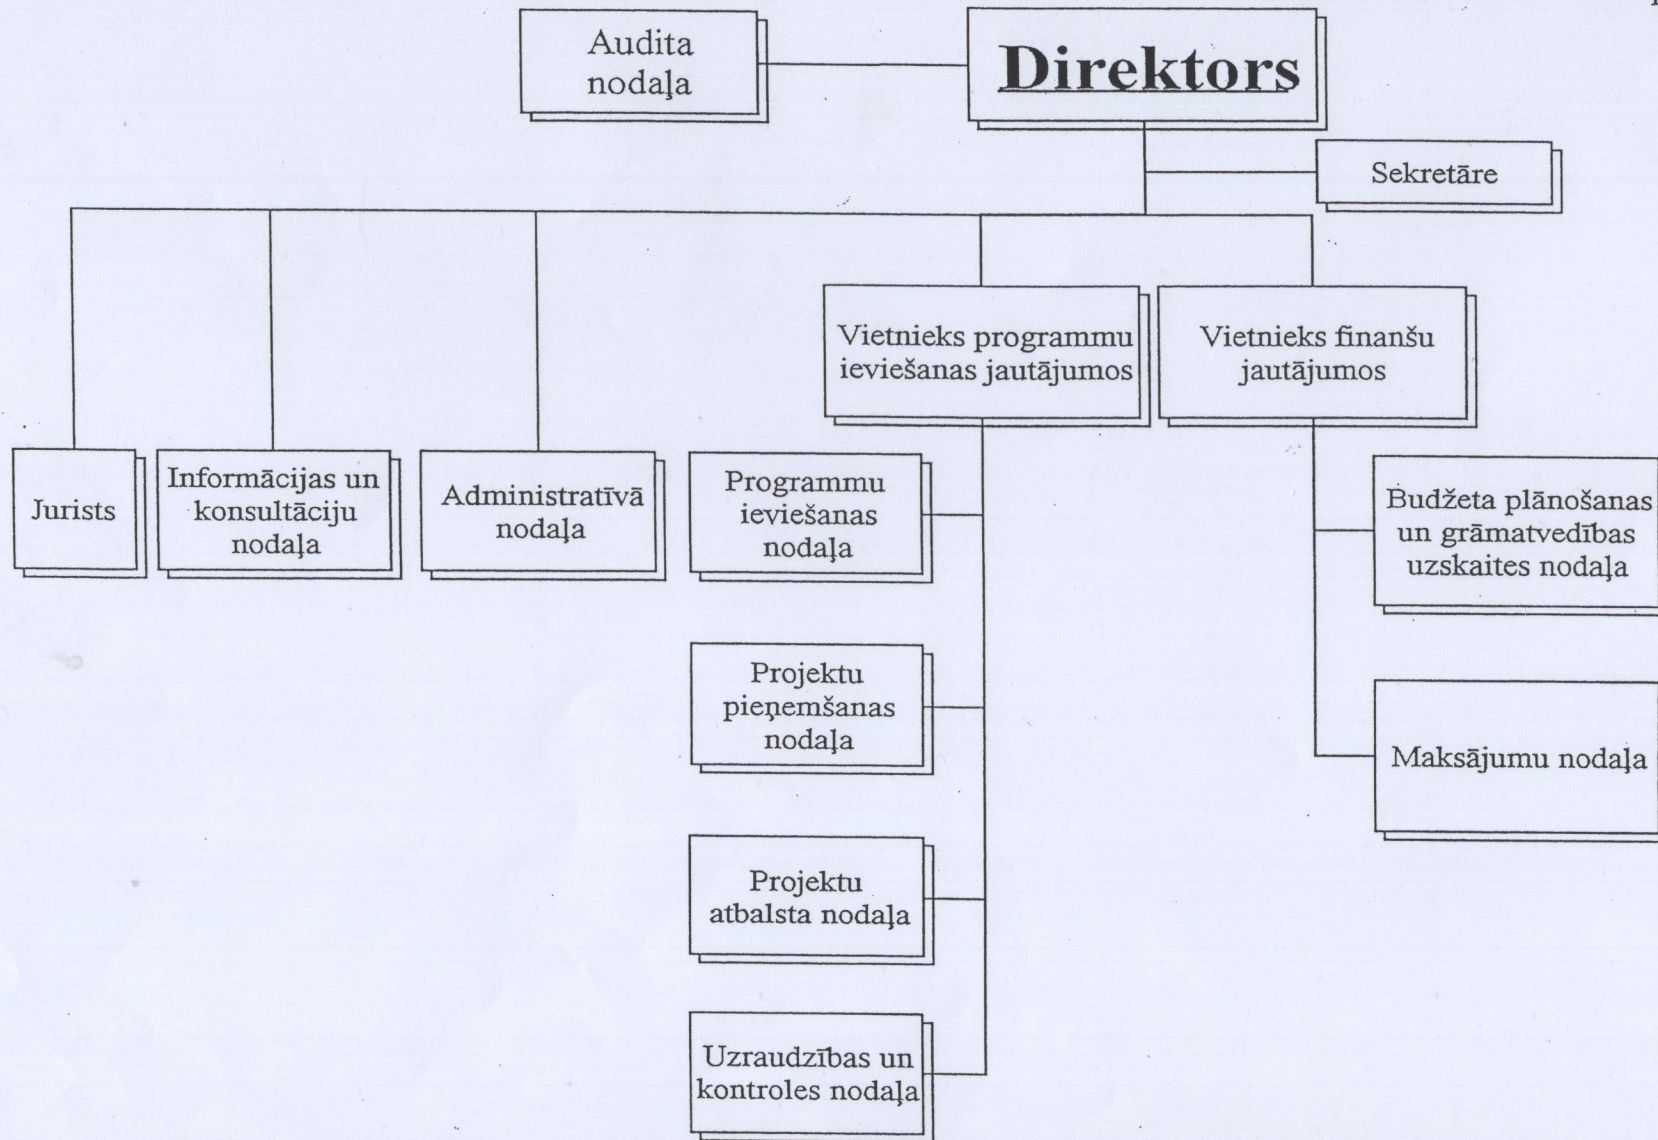 Audita
nodaļa
Direktors
Sekretāre
Vietnieks programmu
ieviešanas jautājumos
Vietnieks finanšu
jautājumos
Jurists
Informācijas un
konsultāciju
nodaļa
Administratīvā
nodaļa
Programmu
ieviešanas
nodaļa
Budžeta plānošanas
un grāmatvedības
uzskaites nodaļa
Projektu
pieņemšanas
nodaļa
Maksājumu nodaļa
Projektu
atbalsta nodaļa
Uzraudzības un
kontroles nodaļa